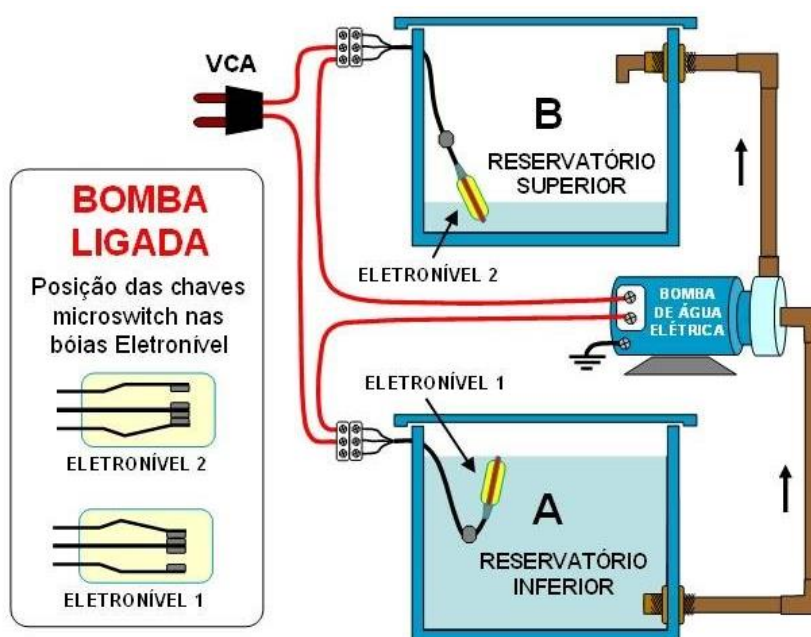 VCA
BOMBA
LIGADA
Posição das chaves
microswitch nas
bóias Eletronível
ELETRONÍVEL 2
ELETRONÍVEL 1
B
RESERVATÓRIO
SUPERIOR
ELETRONÍVEL 2
BOMBA
DE ÁGUA
ELÉTRICA
ELETRONÍVEL 1
A
RESERVATÓRIO
INFERIOR